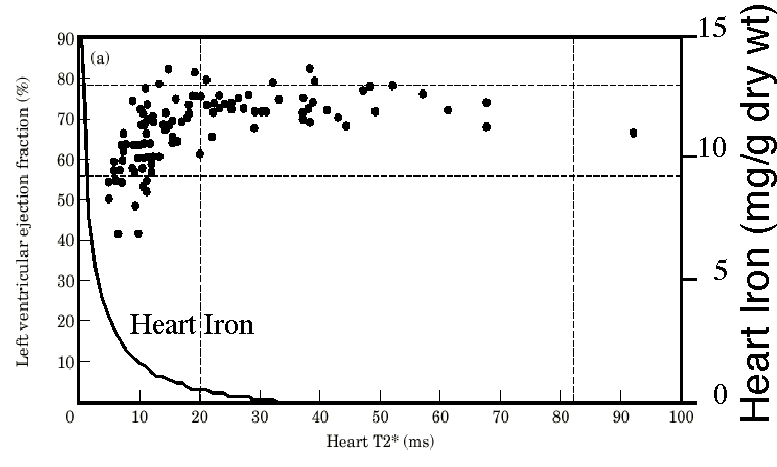 (a)
90
80
70
60
50
40
30
20
10
Left ventricular ejection fraction (%)
Heart Iron
0 10 20 30 40 50 60 70 80 90 100
Heart T2* (ms)
15
10
5
0
Heart Iron (mg/g dry wt)